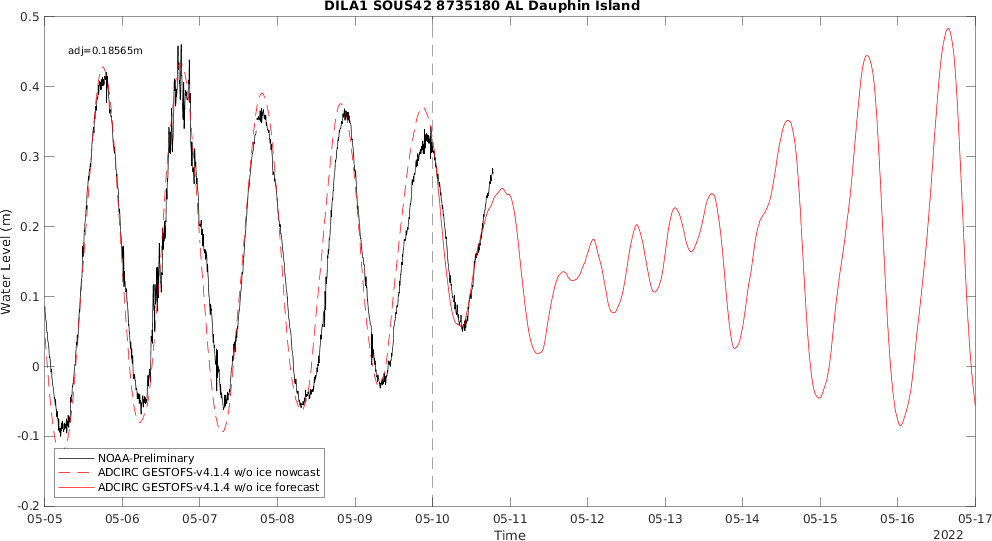 DILA1 SOUS42 8735180 AL Dauphin Island
adj=0.18565m
0.5
0.4
0.3
0.2
0.1
0
-0.1
-0.2
Water Level (m)
NOAA-Preliminary
ADCIRC GESTOFS-v4.1.4 w/o ice nowcast
ADCIRC GESTOFS-v4.1.4 w/o ice forecast
05-05 05-06 05-07 05-08 05-09 05-10 05-11 05-12 05-13 05-14 05-15 05-16 05-17
Time
2022